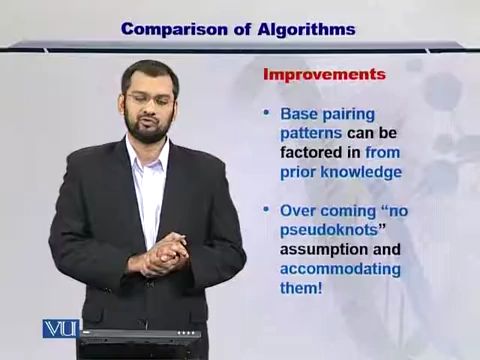 Comparison of Algorithms
Improvements
• Base pairing
patterns can be
factored in from
prior knowledge
• Over coming “no
pseudoknots”
assumption and
accommodating
them!
VU